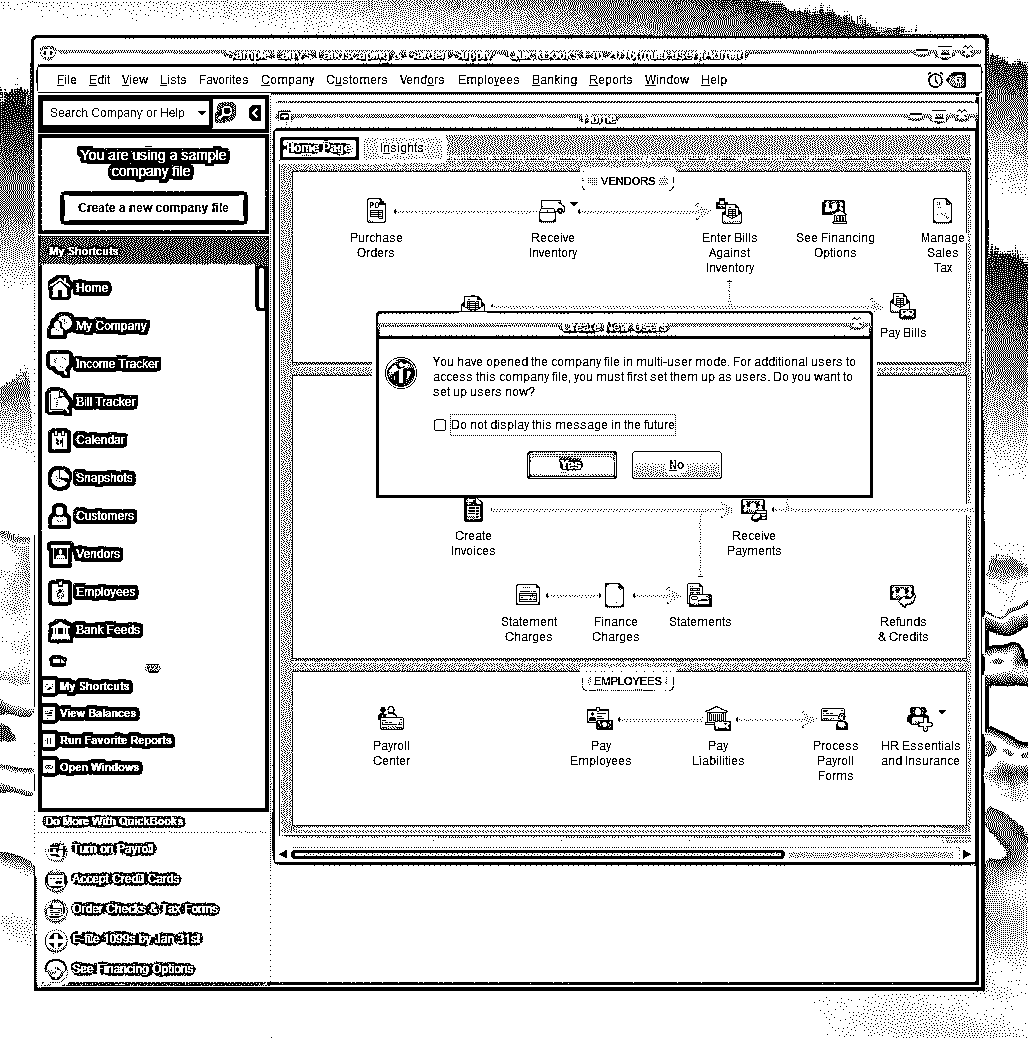 File Edit View Lists Favorites Company Customers Vendors Employees Banking Reports Window Help
Search Company or Help
Home
Home Page
Insights
You are using a sample
company file
Create a new company file
My Shortcuts
Home
My Company
Income Tracker
Bill Tracker
Calendar
Snapshots
Customers
Vendors
Employees
Bank Feeds
My Shortcuts
View Balances
Run Favorite Reports
Open Windows
Do More With QuickBooks
Turn on Payroll
Accept Credit Cards
Order Checks & Tax Forms
E-file 1099s by Jan 31st
See Financing Options
VENDORS
Purchase
Orders
Receive
Inventory
Enter Bills
Against
Inventory
See Financing
Options
Manage
Sales
Tax
Pay Bills
Create New Users
You have opened the company file in multi-user mode. For additional users to
access this company file, you must first set them up as users. Do you want to
set up users now?
Do not display this message in the future
Yes
No
Create
Invoices
Receive
Payments
Statement
Charges
Finance
Charges
Statements
Refunds
& Credits
EMPLOYEES
Payroll
Center
Pay
Employees
Pay
Liabilities
Process
Payroll
Forms
HR Essentials
and Insurance